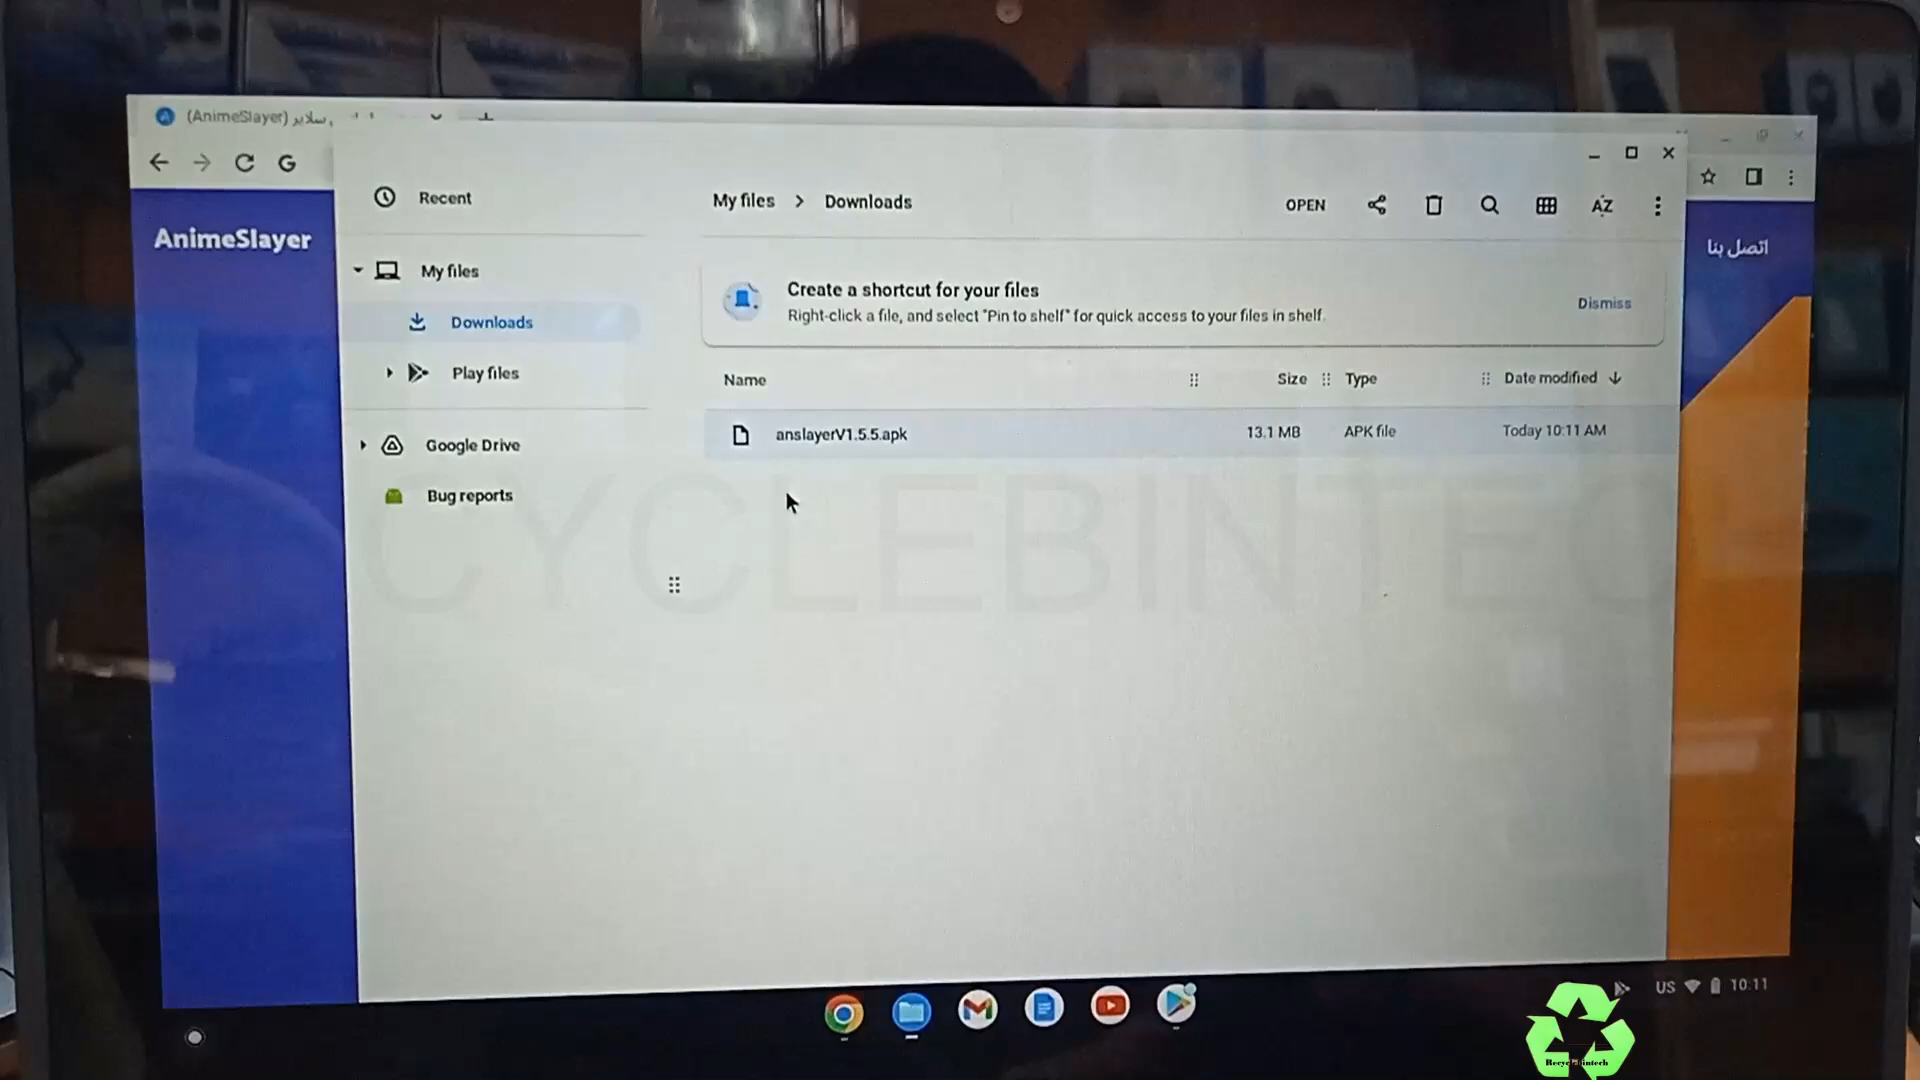 (AnimeSlayer)
AnimeSlayer
اتصل بنا
Recent
My files
Downloads
Play files
Google Drive
Bug reports
My files > Downloads
OPEN
AZ
Create a shortcut for your files
Right-click a file, and select "Pin to shelf" for quick access to your files in shelf.
Dismiss
Name Size Type Date modified
anslayerV1.5.5.apk 13.1 MB APK file Today 10:11 AM
CYCLEBINTECH
US 10:11
Recyclebintech